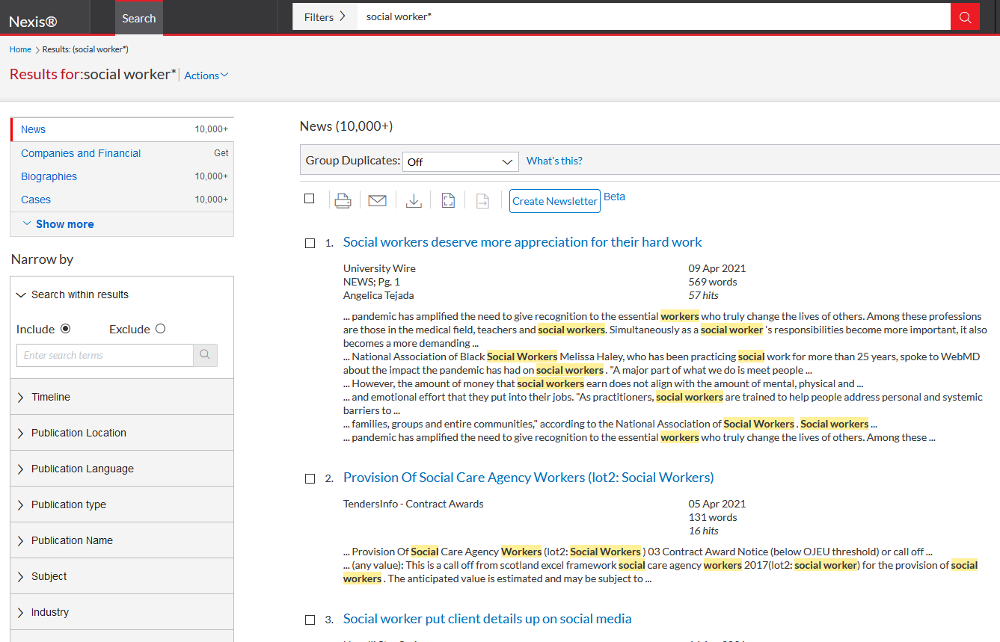 Nexis®
Search
Filters
social worker*
Home
Results: (social worker*)
Results for:social worker*
Actions
News 10,000+
Companies and Financial Get
Biographies 10,000+
Cases 10,000+
Show more
Narrow by
Search within results
Include
Exclude
Enter search terms
Timeline
Publication Location
Publication Language
Publication type
Publication Name
Subject
Industry
News (10,000+)
Group Duplicates: Off What's this?
Create Newsletter Beta
1. Social workers deserve more appreciation for their hard work
University Wire 09 Apr 2021
NEWS; Pg. 1 569 words
Angelica Tejada 57 hits
... pandemic has amplified the need to give recognition to the essential workers who truly change the lives of others. Among these professions
are those in the medical field, teachers and social workers. Simultaneously as a social worker 's responsibilities become more important, it also
becomes a more demanding ...
... National Association of Black Social Workers Melissa Haley, who has been practicing social work for more than 25 years, spoke to WebMD
about the impact the pandemic has had on social workers . "A major part of what we do is meet people ...
... However, the amount of money that social workers earn does not align with the amount of mental, physical and ...
... and emotional effort that they put into their jobs. "As practitioners, social workers are trained to help people address personal and systemic
barriers to ...
... families, groups and entire communities," according to the National Association of Social Workers . Social workers ...
... pandemic has amplified the need to give recognition to the essential workers who truly change the lives of others. Among these ...
2. Provision Of Social Care Agency Workers (lot2: Social Workers)
TendersInfo - Contract Awards 05 Apr 2021
131 words
16 hits
... Provision Of Social Care Agency Workers (lot2: Social Workers ) 03 Contract Award Notice (below OJEU threshold) or call off ...
... (any value): This is a call off from scotland excel framework social care agency workers 2017(lot2: social worker) for the provision of social
workers . The anticipated value is estimated and may be subject to ...
3. Social worker put client details up on social media